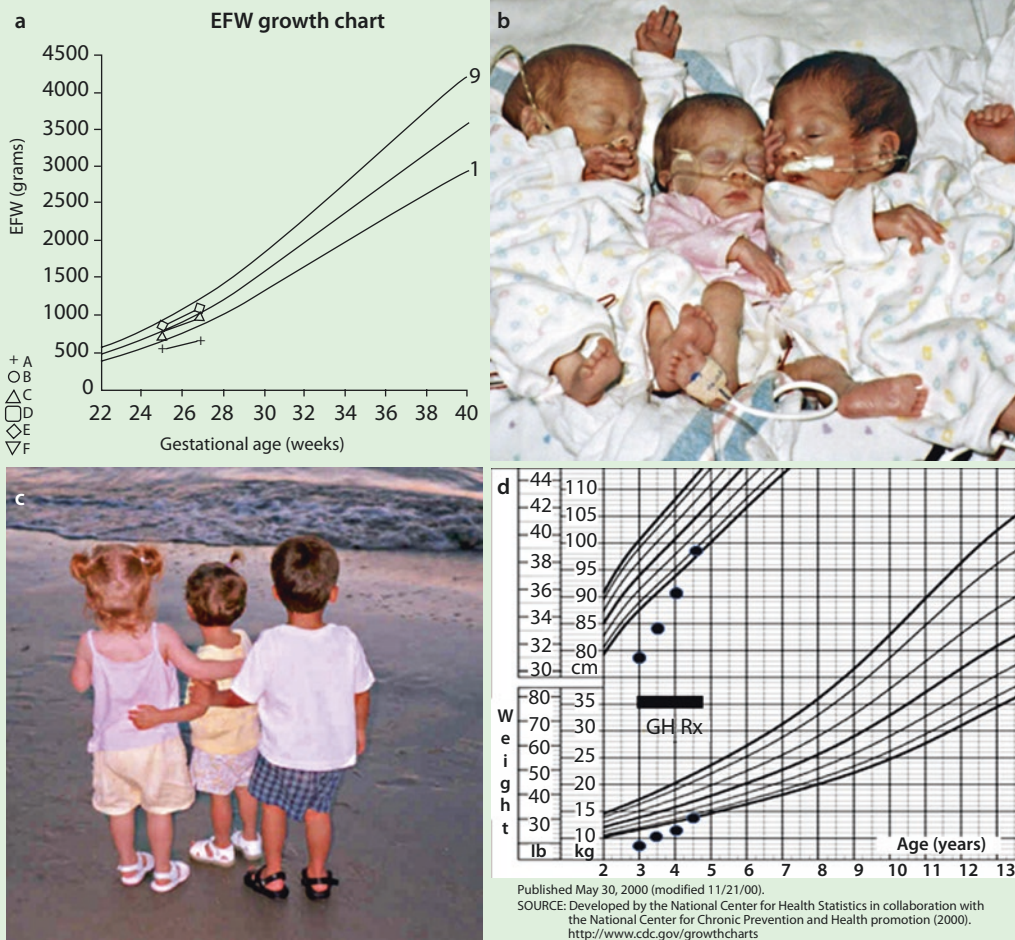 a
EFW growth chart
4500
4000
3500
3000
2500
2000
1500
1000
500
0
EFW (grams)
9
1
+ A
B
C
D
E
F
22 24 26 28 30 32 34 36 38 40
Gestational age (weeks)
b
c
d
44
42
40
38
36
34
32
30
110
105
100
95
90
85
80
cm
Weight
80
70
60
50
40
30
lb
35
30
25
20
15
10
kg
GH Rx
Age (years)
2 3 4 5 6 7 8 9 10 11 12 13
Published May 30, 2000 (modified 11/21/00).
SOURCE: Developed by the National Center for Health Statistics in collaboration with
the National Center for Chronic Prevention and Health promotion (2000).
http://www.cdc.gov/growthcharts